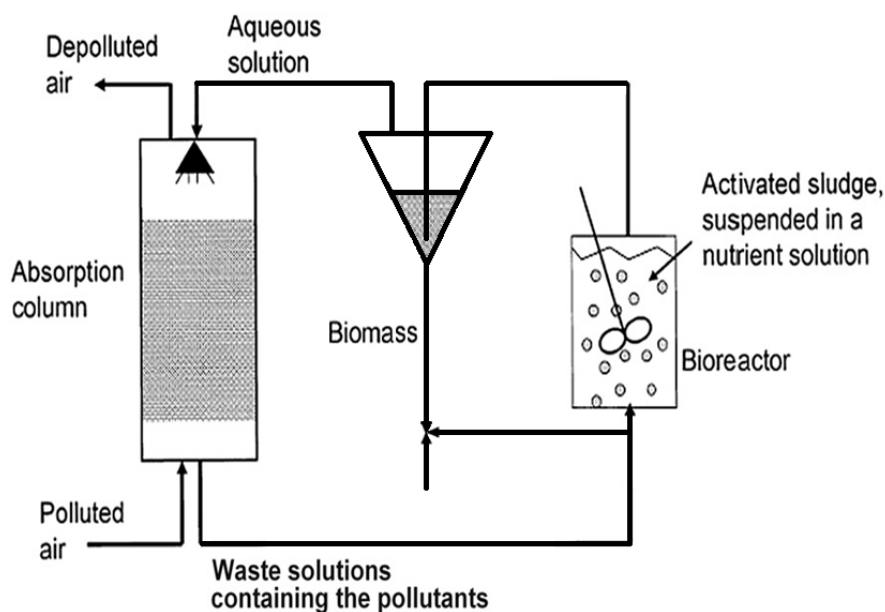 Depolluted
air
Aqueous
solution
Activated sludge,
suspended in a
nutrient solution
Absorption
column
Biomass
Bioreactor
Polluted
air
Waste solutions
containing the pollutants